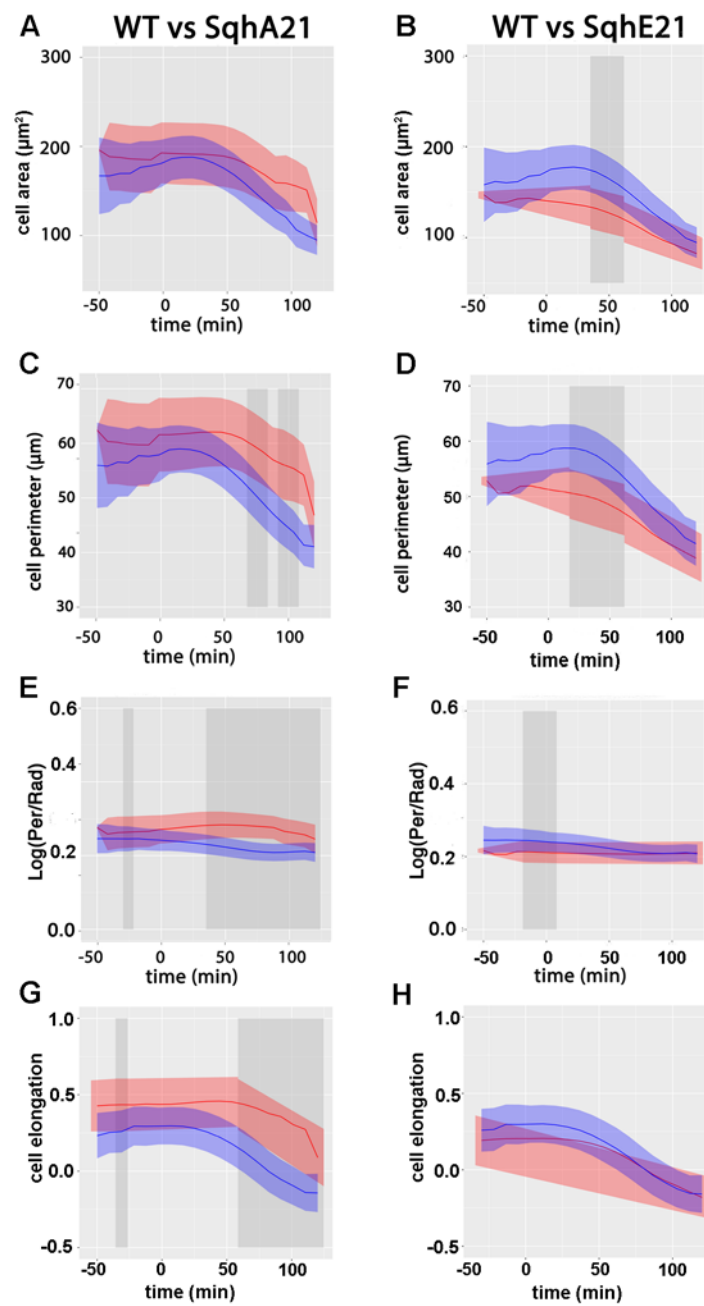 A WT vs SqhA21
B WT vs SqhE21
300
200
100
cell area (μm²)
-50 0 50 100
time (min)
300
200
100
cell area (μm²)
-50 0 50 100
time (min)
C
70
60
50
40
30
cell perimeter (μm)
-50 0 50 100
time (min)
D
70
60
50
40
30
cell perimeter (μm)
-50 0 50 100
time (min)
E
0.6
0.4
0.2
0.0
Log(Per/Rad)
-50 0 50 100
time (min)
F
0.6
0.4
0.2
0.0
Log(Per/Rad)
-50 0 50 100
time (min)
G
1.0
0.5
0.0
-0.5
cell elongation
-50 0 50 100
time (min)
H
1.0
0.5
0.0
-0.5
cell elongation
-50 0 50 100
time (min)